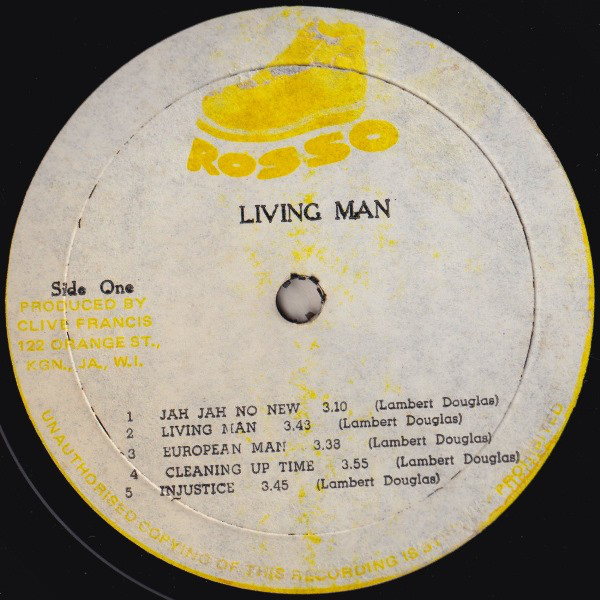 Rosso
LIVING MAN
Side One
PRODUCED BY
CLIVE FRANCIS
122 ORANGE ST.,
KGN., JA., W.I.
1 JAH JAH NO NEW 3.10 (Lambert Douglas)
2 LIVING MAN 3.43 (Lambert Douglas)
3 EUROPEAN MAN 3.38 (Lambert Douglas)
4 CLEANING UP TIME 3.55 (Lambert Douglas)
5 INJUSTICE 3.45 (Lambert Douglas)
UNAUTHORISED COPYING OF THIS RECORDING IS PROHIBITED